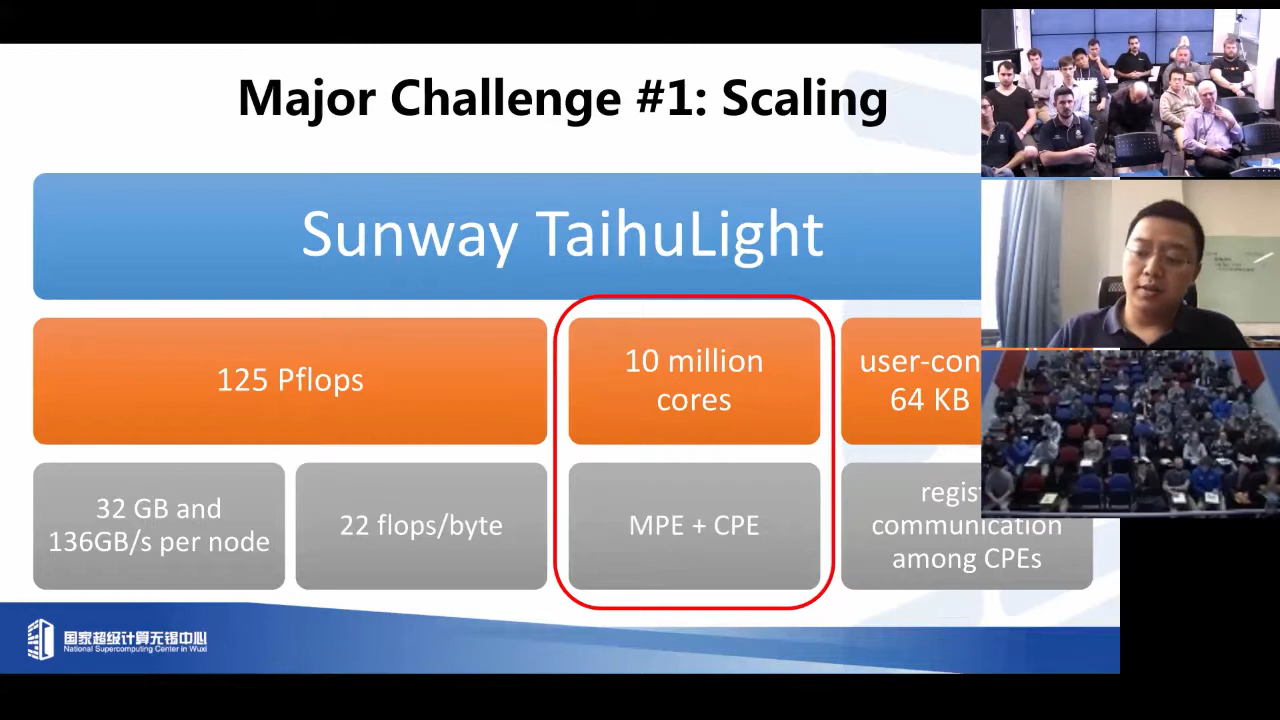 Major Challenge #1: Scaling
Sunway TaihuLight
125 Pflops
10 million
cores
user-con
64 KB
32 GB and
136GB/s per node
22 flops/byte
MPE + CPE
regis
communication
among CPEs
国家超级计算无锡中心
National Supercomputing Center in Wuxi